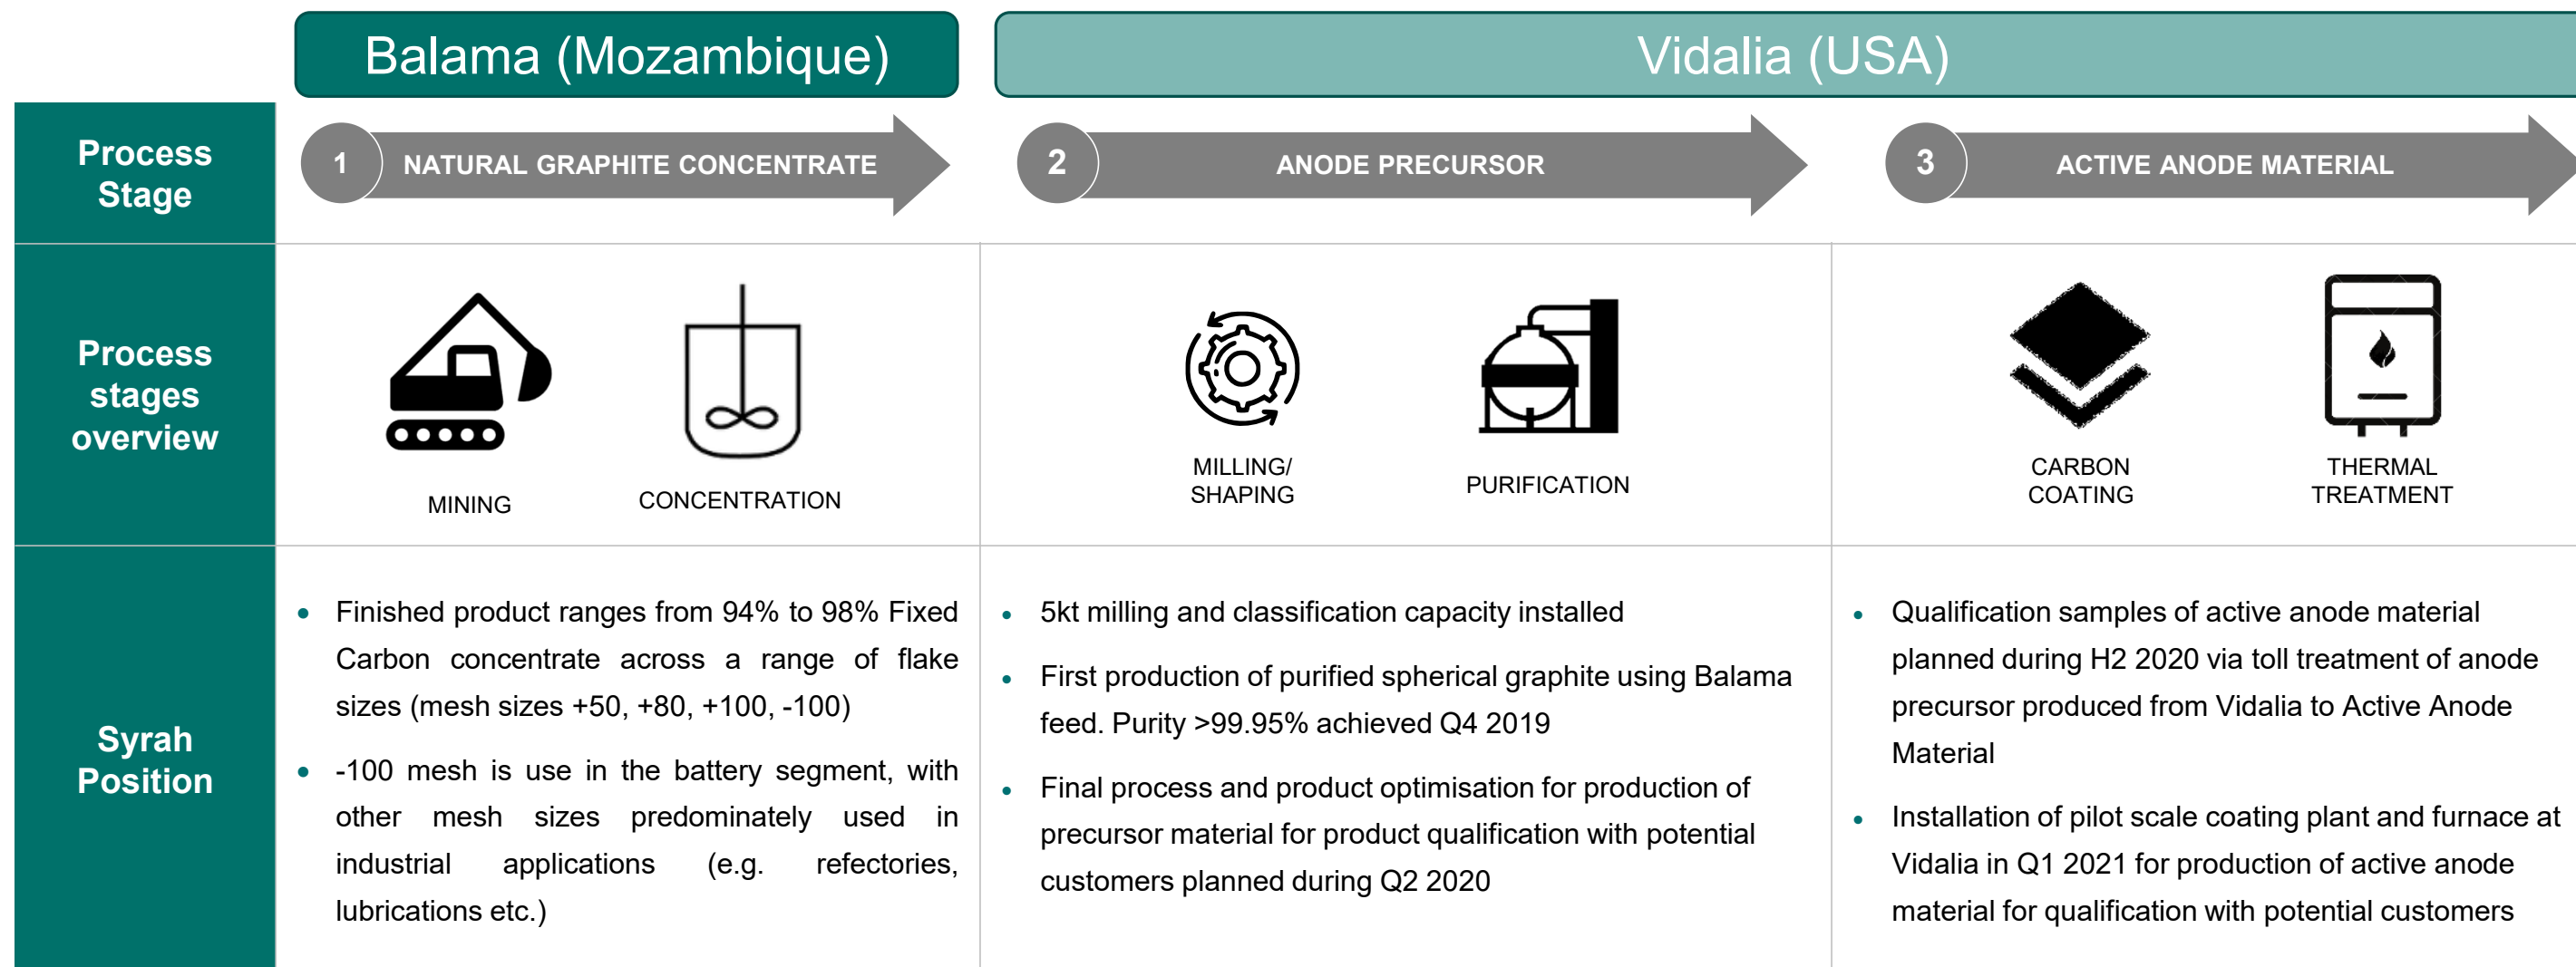 Balama (Mozambique)
Vidalia (USA)
Process
Stage
1
NATURAL GRAPHITE CONCENTRATE
2
ANODE PRECURSOR
3
ACTIVE ANODE MATERIAL
Process
stages
overview
MINING
CONCENTRATION
MILLING/
SHAPING
PURIFICATION
CARBON
COATING
THERMAL
TREATMENT
Syrah
Position
• Finished product ranges from 94% to 98% Fixed
Carbon concentrate across a range of flake
sizes (mesh sizes +50, +80, +100, -100)
• -100 mesh is use in the battery segment, with
other mesh sizes predominately used in
industrial applications (e.g. refectories,
lubrications etc.)
• 5kt milling and classification capacity installed
• First production of purified spherical graphite using Balama
feed. Purity >99.95% achieved Q4 2019
• Final process and product optimisation for production of
precursor material for product qualification with potential
customers planned during Q2 2020
• Qualification samples of active anode material
planned during H2 2020 via toll treatment of anode
precursor produced from Vidalia to Active Anode
Material
• Installation of pilot scale coating plant and furnace at
Vidalia in Q1 2021 for production of active anode
material for qualification with potential customers